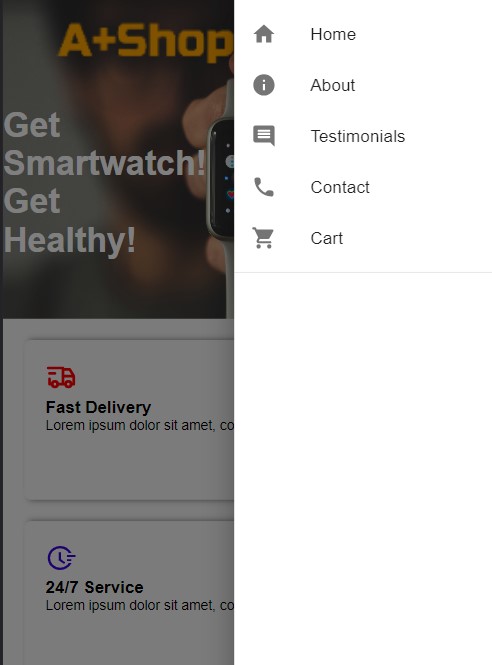 A+Shop
Get
Smartwatch!
Get
Healthy!
Fast Delivery
Lorem ipsum dolor sit amet, co
24/7 Service
Lorem ipsum dolor sit amet, co
Home
About
Testimonials
Contact
Cart